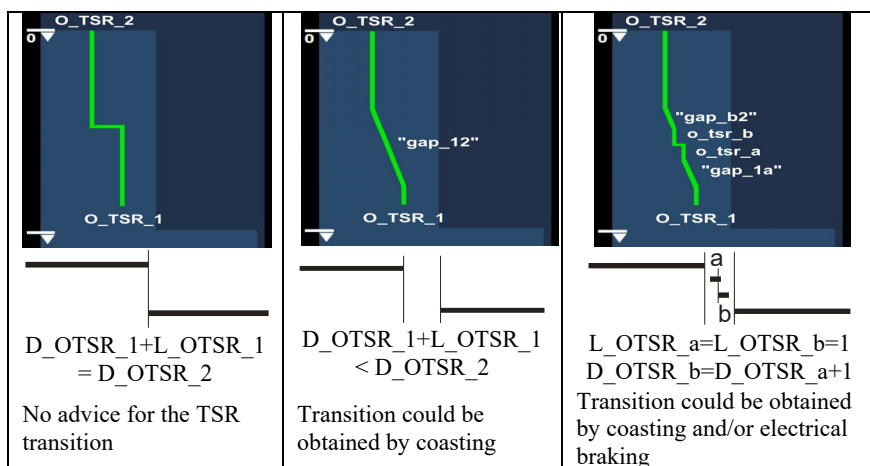 O_TSR_2
0
O_TSR_1
D_OTSR_1+L_OTSR_1
= D_OTSR_2
No advice for the TSR
transition
O_TSR_2
0
"gap_12"
O_TSR_1
D_OTSR_1+L_OTSR_1
< D_OTSR_2
Transition could be
obtained by coasting
O_TSR_2
0
"gap_b2"
o_tsr_b
o_tsr_a
"gap_1a"
O_TSR_1
a
b
L_OTSR_a=L_OTSR_b=1
D_OTSR_b=D_OTSR_a+1
Transition could be obtained
by coasting and/or electrical
braking